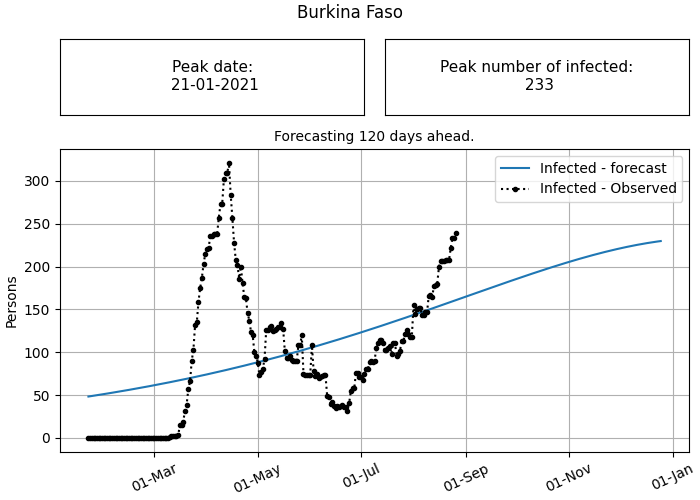 Burkina Faso
Peak date:
21-01-2021
Peak number of infected:
233
Forecasting 120 days ahead.
Infected - forecast
Infected - Observed
Persons
300
250
200
150
100
50
0
01-Mar
01-May
01-Jul
01-Sep
01-Nov
01-Jan